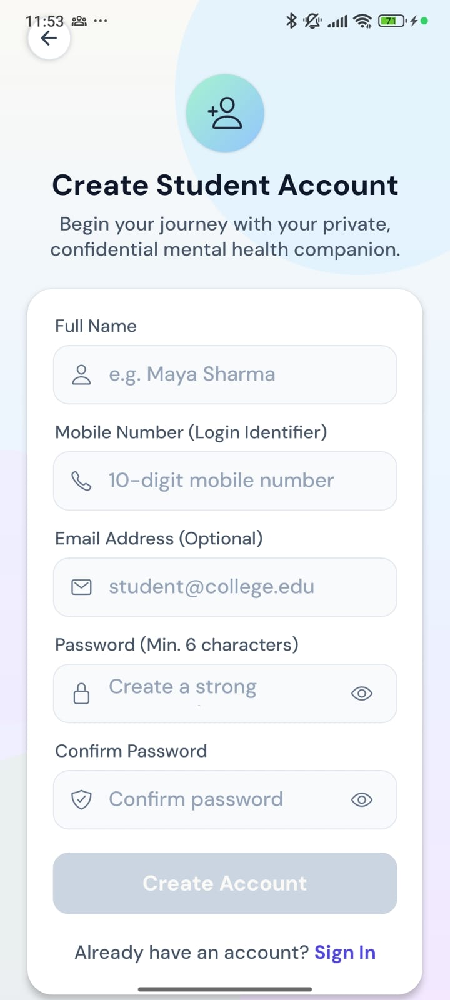 11:53
71
Create Student Account
Begin your journey with your private,
confidential mental health companion.
Full Name
e.g. Maya Sharma
Mobile Number (Login Identifier)
10-digit mobile number
Email Address (Optional)
student@college.edu
Password (Min. 6 characters)
Create a strong
Confirm Password
Confirm password
Create Account
Already have an account? Sign In